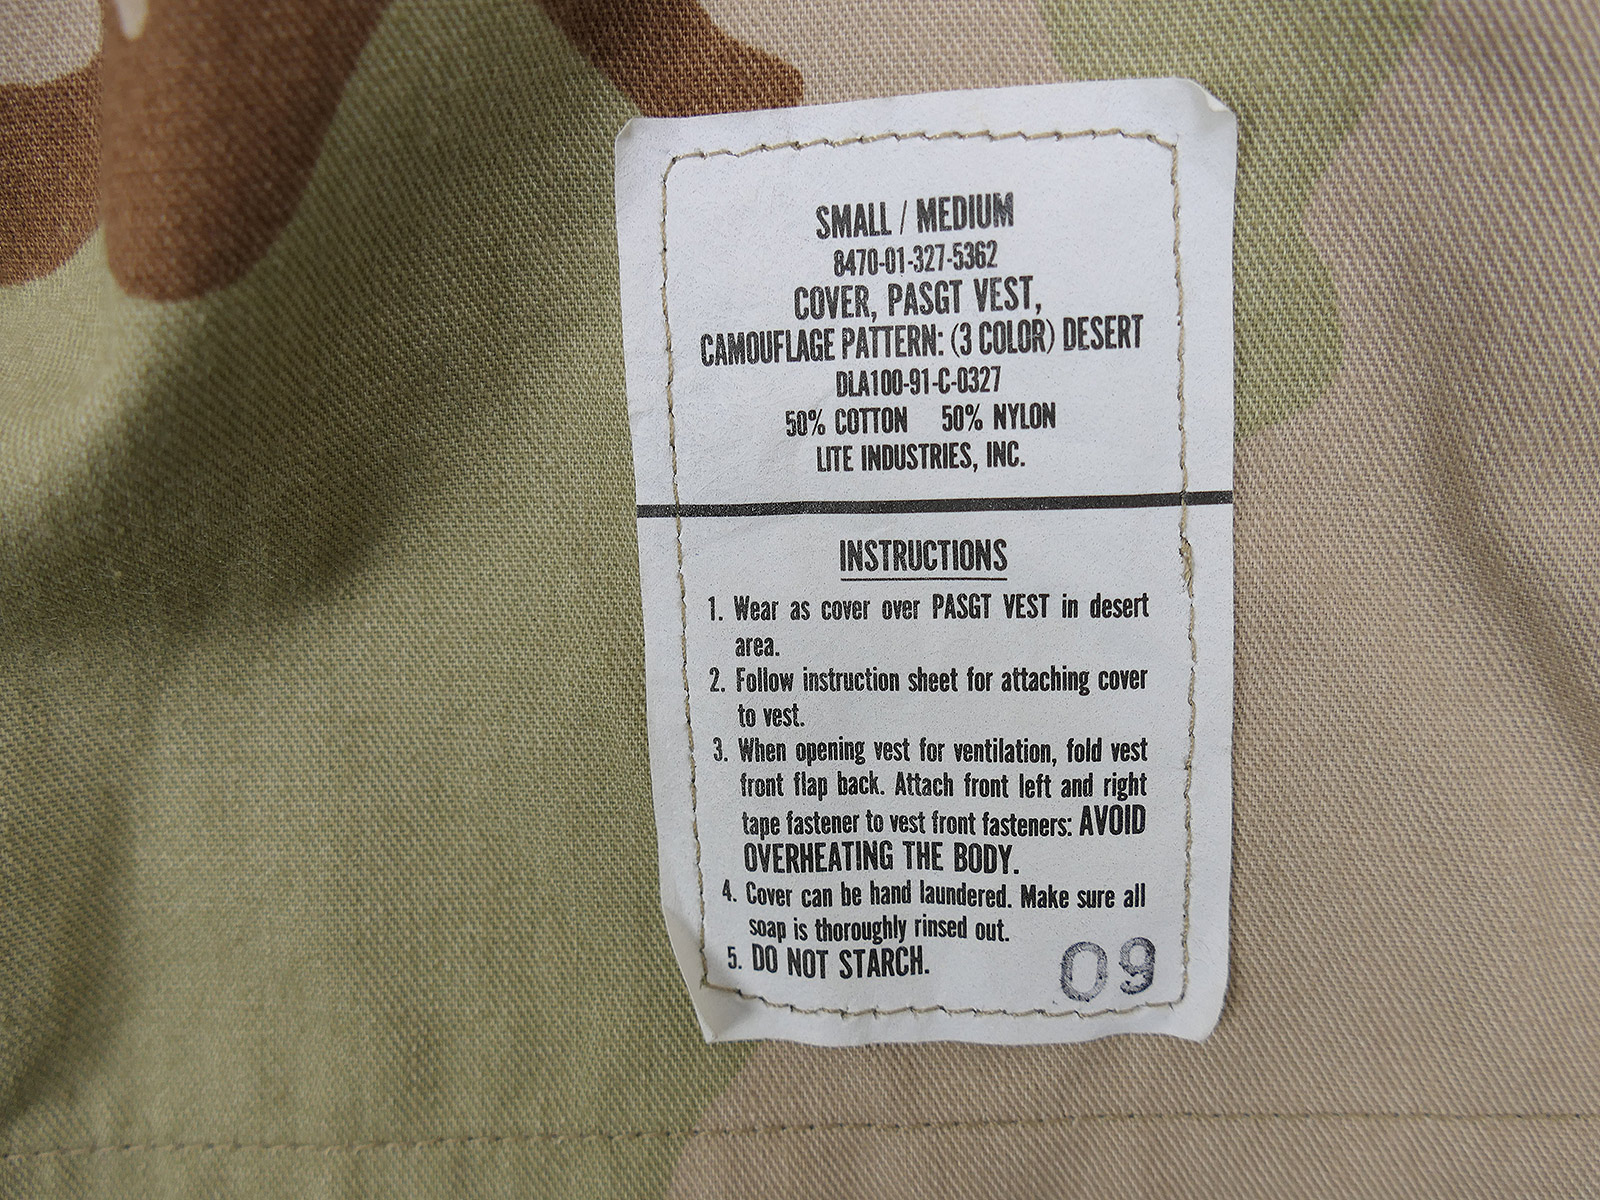 SMALL / MEDIUM
8470-01-327-5362
COVER, PASGT VEST,
CAMOUFLAGE PATTERN: (3 COLOR) DESERT
DLA100-91-C-0327
50% COTTON 50% NYLON
LITE INDUSTRIES, INC.
INSTRUCTIONS
1. Wear as cover over PASGT VEST in desert
area.
2. Follow instruction sheet for attaching cover
to vest.
3. When opening vest for ventilation, fold vest
front flap back. Attach front left and right
tape fastener to vest front fasteners: AVOID
OVERHEATING THE BODY.
4. Cover can be hand laundered. Make sure all
soap is thoroughly rinsed out.
5. DO NOT STARCH.
09